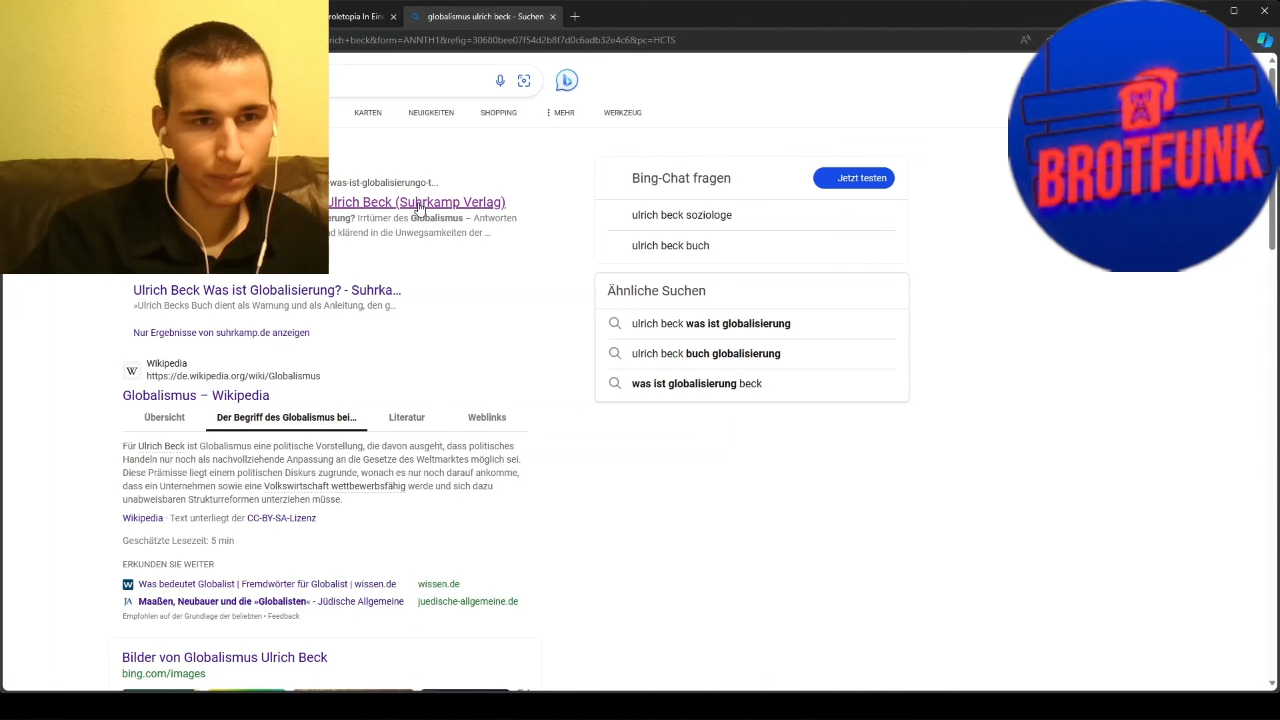 roletopia In Ein
globalismus ulrich beck - Suchen
rich+beck&form=ANNTH1&refig=30680bee07f54d2b8f7d0c6adb32e4c6&pc=HCTS
KARTEN
NEUIGKEITEN
SHOPPING
MEHR
WERKZEUG
-was-ist-globalisierungo-t...
Ulrich Beck (Suhrkamp Verlag)
erung? Irrtümer des Globalismus – Antworten
nd klärend in die Unwegsamkeiten der ...
Ulrich Beck Was ist Globalisierung? - Suhrka...
«Ulrich Becks Buch dient als Warnung und als Anleitung, den g...
Nur Ergebnisse von suhrkamp.de anzeigen
W
Wikipedia
https://de.wikipedia.org/wiki/Globalismus
Globalismus – Wikipedia
Übersicht
Der Begriff des Globalismus bei...
Literatur
Weblinks
Für Ulrich Beck ist Globalismus eine politische Vorstellung, die davon ausgeht, dass politisches
Handeln nur noch als nachvollziehende Anpassung an die Gesetze des Weltmarktes möglich sei.
Diese Prämisse liegt einem politischen Diskurs zugrunde, wonach es nur noch darauf ankomme,
dass ein Unternehmen sowie eine Volkswirtschaft wettbewerbsfähig werde und sich dazu
unabweisbaren Strukturreformen unterziehen müsse.
Wikipedia · Text unterliegt der CC-BY-SA-Lizenz
Geschätzte Lesezeit: 5 min
ERKUNDEN SIE WEITER
W Was bedeutet Globalist | Fremdwörter für Globalist | wissen.de wissen.de
JA Maaßen, Neubauer und die »Globalisten« - Jüdische Allgemeine juedische-allgemeine.de
Empfohlen auf der Grundlage der beliebten • Feedback
Bilder von Globalismus Ulrich Beck
bing.com/images
Bing-Chat fragen
Jetzt testen
ulrich beck soziologe
ulrich beck buch
Ähnliche Suchen
ulrich beck was ist globalisierung
ulrich beck buch globalisierung
was ist globalisierung beck
BROTFUNK